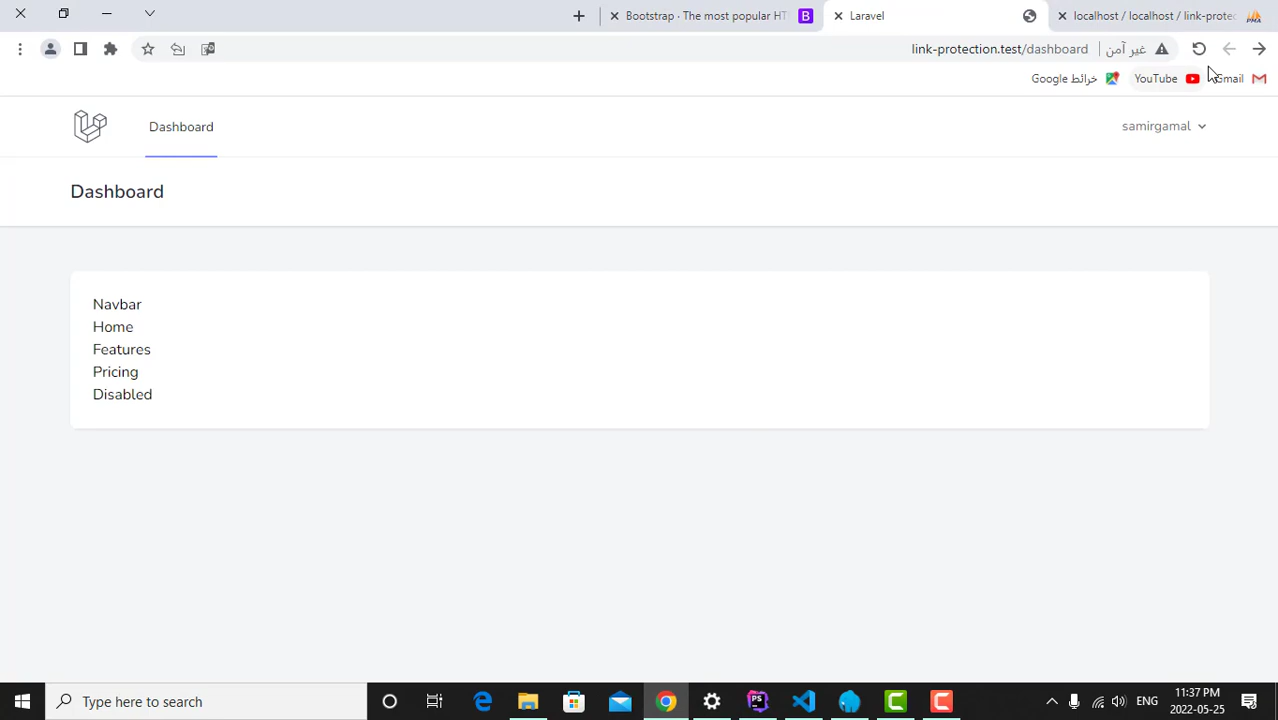 Bootstrap · The most popular HT
Laravel
localhost / localhost / link-protec
link-protection.test/dashboard
غير آمن
خرائط Google
YouTube
Gmail
Dashboard
samirgamal
Dashboard
Navbar
Home
Features
Pricing
Disabled
Type here to search
ENG
11:37 PM
2022-05-25